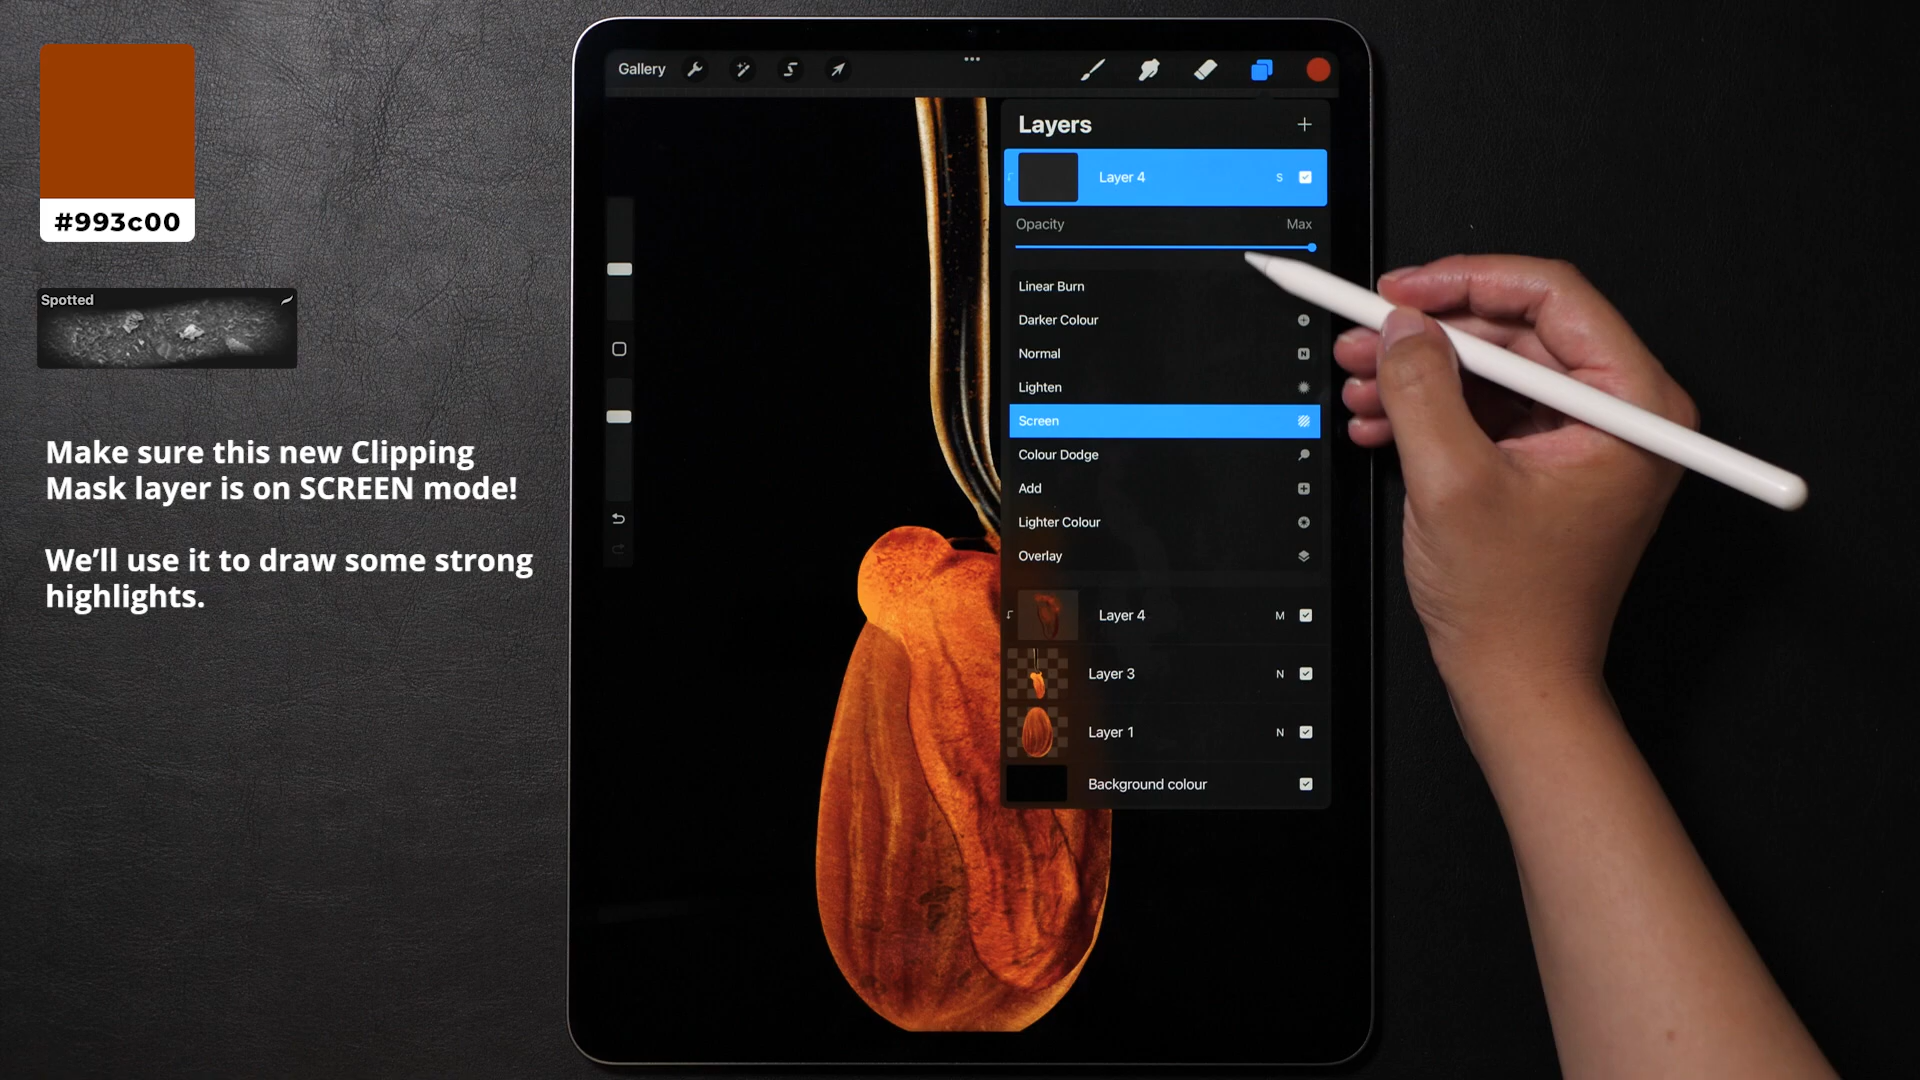 #993c00
Spotted
Make sure this new Clipping
Mask layer is on SCREEN mode!
We'll use it to draw some strong
highlights.
Gallery
Layers
Layer 4 S
Opacity Max
Linear Burn
Darker Colour
Normal N
Lighten
Screen
Colour Dodge
Add
Lighter Colour
Overlay
Layer 4 M
Layer 3 N
Layer 1 N
Background colour